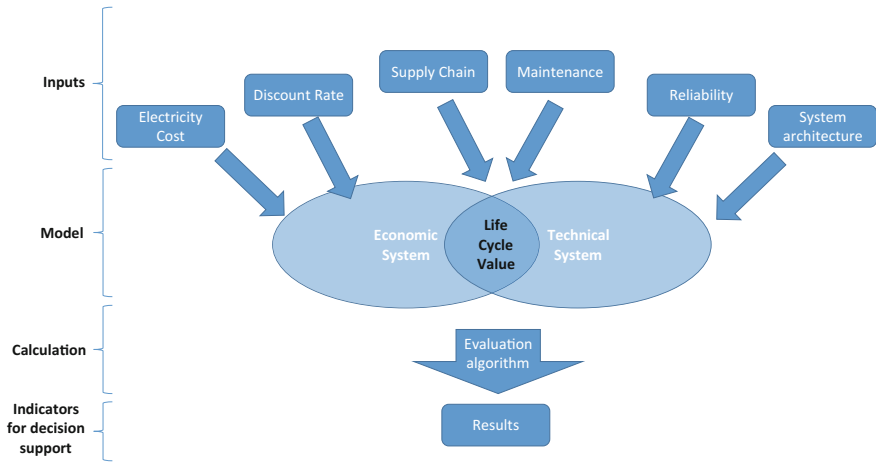 Inputs
Electricity
Cost
Discount Rate
Supply Chain
Maintenance
Reliability
System
architecture
Model
Economic
System
Life
Cycle
Value
Technical
System
Calculation
Evaluation
algorithm
Indicators
for decision
support
Results